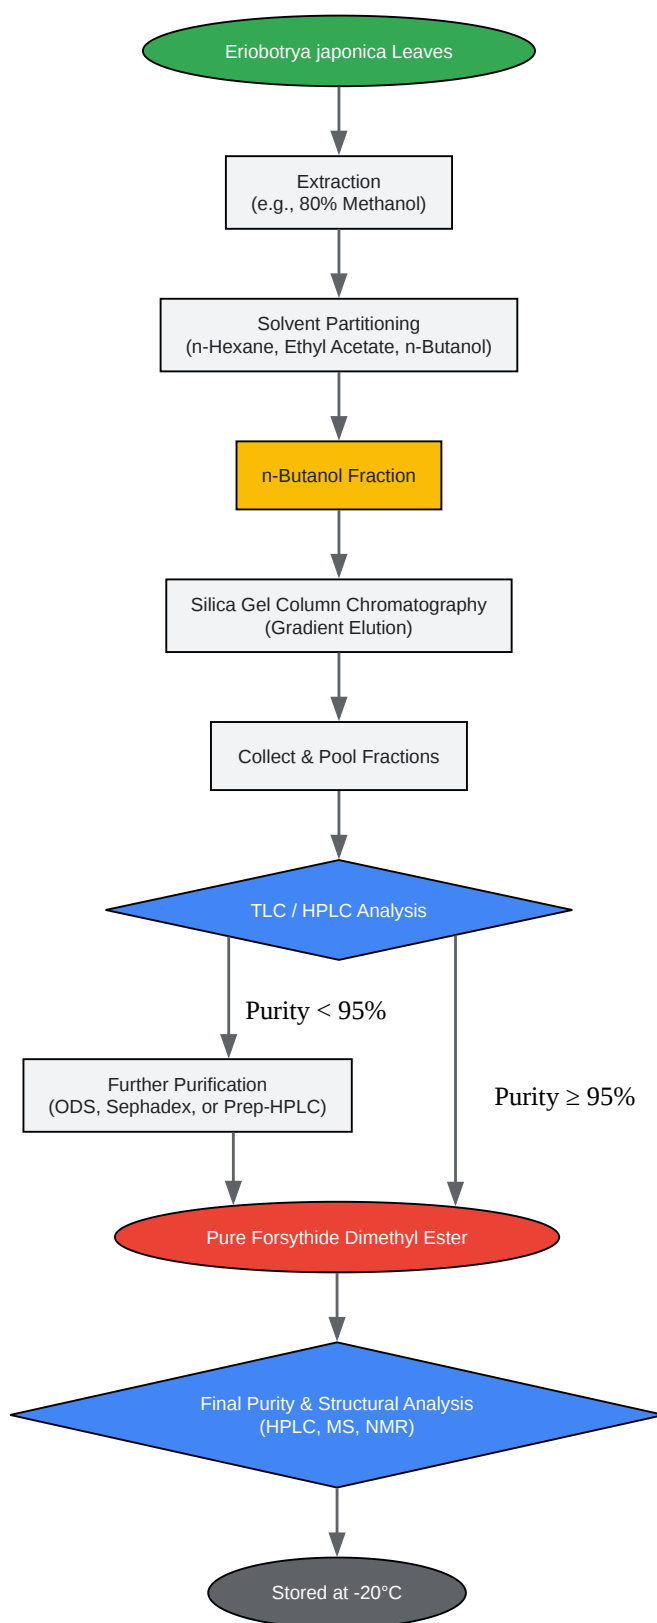 Eriobotrya japonica Leaves
Extraction
(e.g., 80% Methanol)
Solvent Partitioning
(n-Hexane, Ethyl Acetate, n-Butanol)
n-Butanol Fraction
Silica Gel Column Chromatography
(Gradient Elution)
Collect & Pool Fractions
TLC / HPLC Analysis
Purity < 95%
Further Purification
(ODS, Sephadex, or Prep-HPLC)
Purity ≥ 95%
Pure Forsythide Dimethyl Ester
Final Purity & Structural Analysis
(HPLC, MS, NMR)
Stored at -20°C